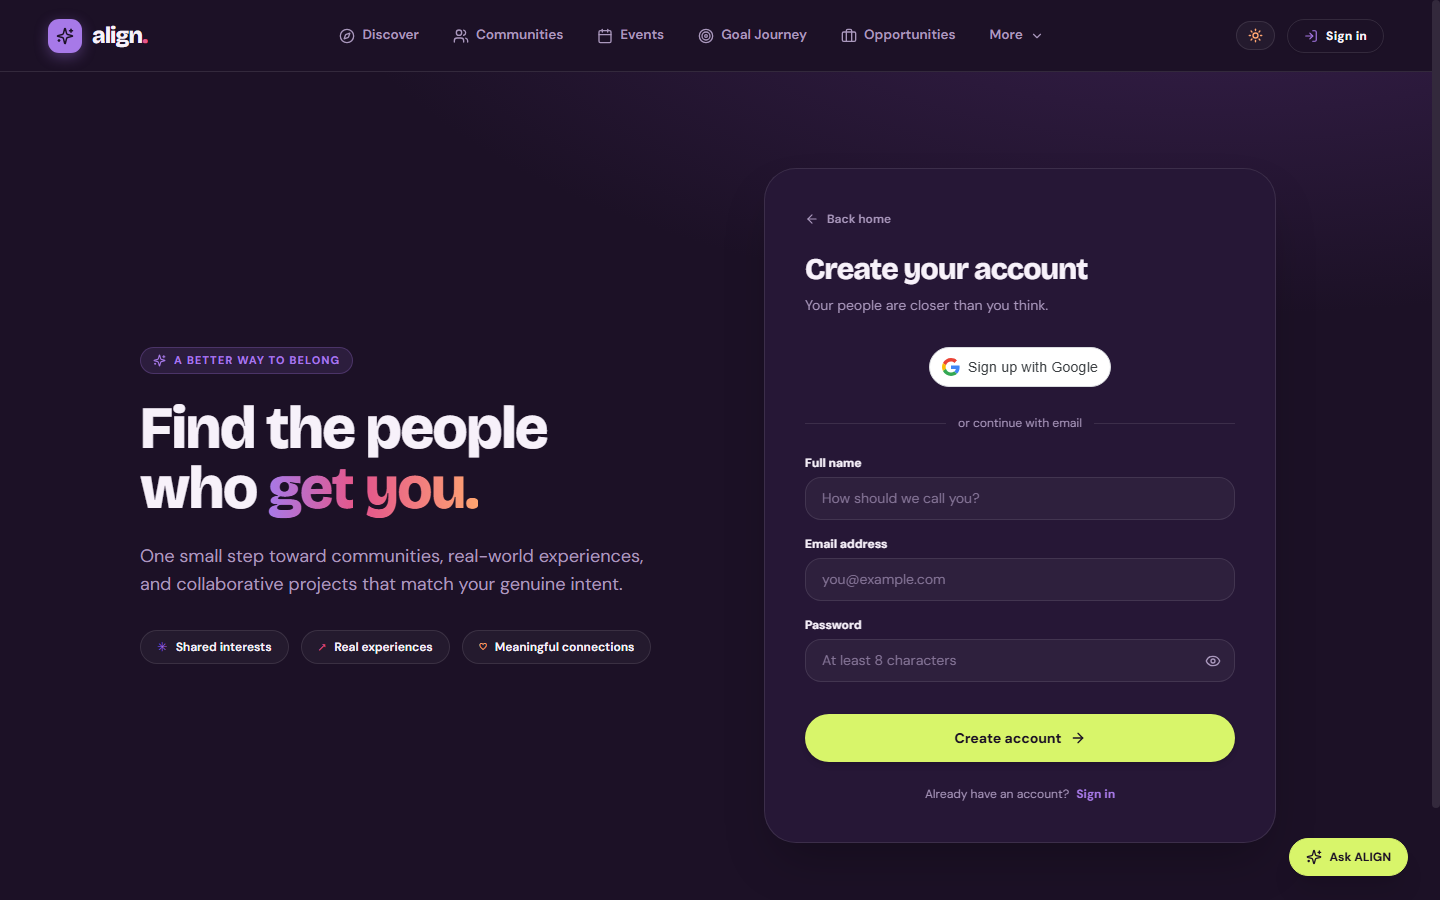 align.
Discover
Communities
Events
Goal Journey
Opportunities
More
Sign in
A BETTER WAY TO BELONG
Find the people
who get you.
One small step toward communities, real-world experiences,
and collaborative projects that match your genuine intent.
Shared interests
Real experiences
Meaningful connections
Back home
Create your account
Your people are closer than you think.
Sign up with Google
or continue with email
Full name
How should we call you?
Email address
you@example.com
Password
At least 8 characters
Create account
Already have an account? Sign in
Ask ALIGN